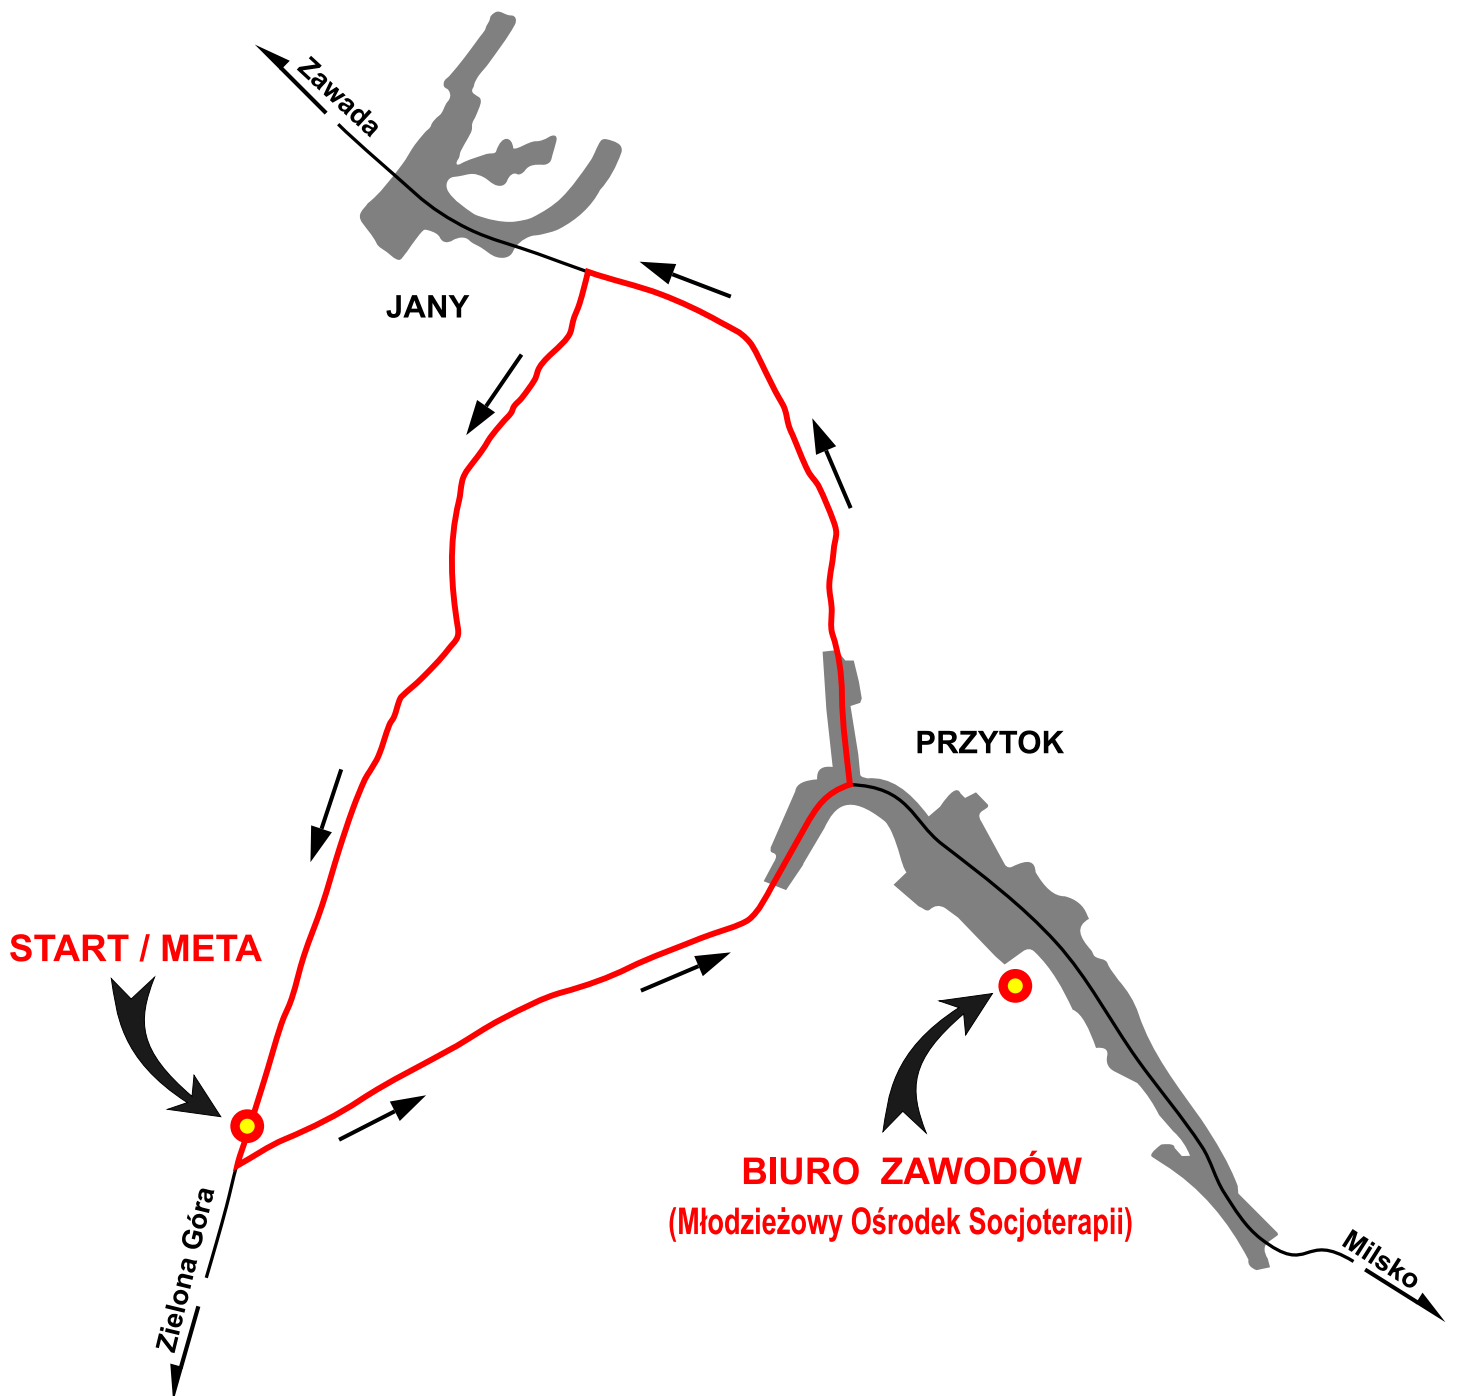 Zawada
JANY
PRZYTOK
START / META
BIURO ZAWODÓW
(Młodzieżowy Ośrodek Socjoterapii)
Zielona Góra
Milsko